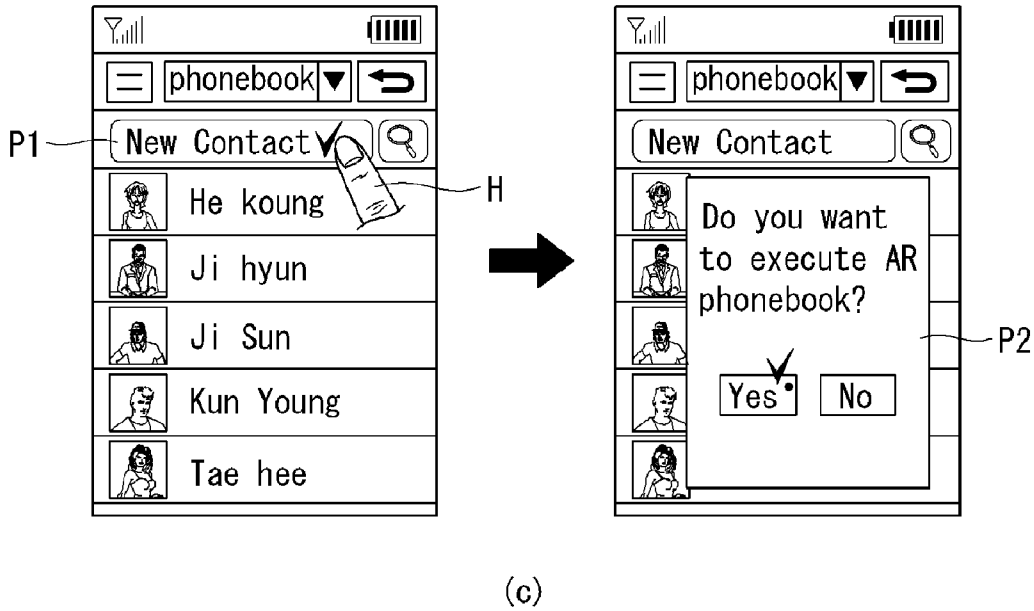 phonebook
P1
New Contact
H
He koung
Ji hyun
Ji Sun
Kun Young
Tae hee
phonebook
New Contact
Do you want
to execute AR
phonebook?
P2
Yes No
(c)